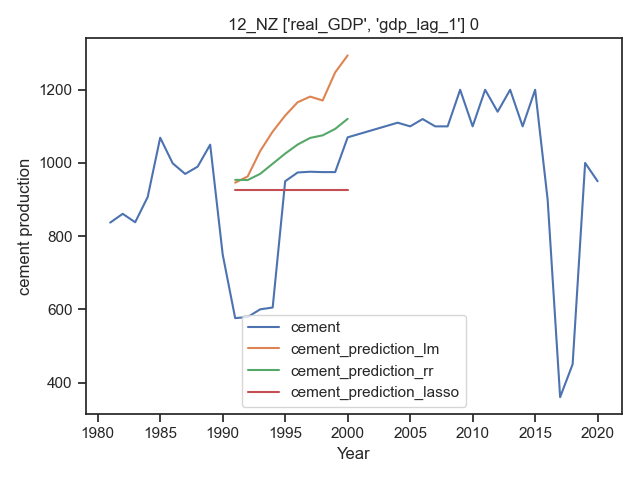 12_NZ ['real_GDP', 'gdp_lag_1'] 0
cement production
1200
1000
800
600
400
cement
cement_prediction_lm
cement_prediction_rr
cement_prediction_lasso
1980
1985
1990
1995
2000
2005
2010
2015
2020
Year